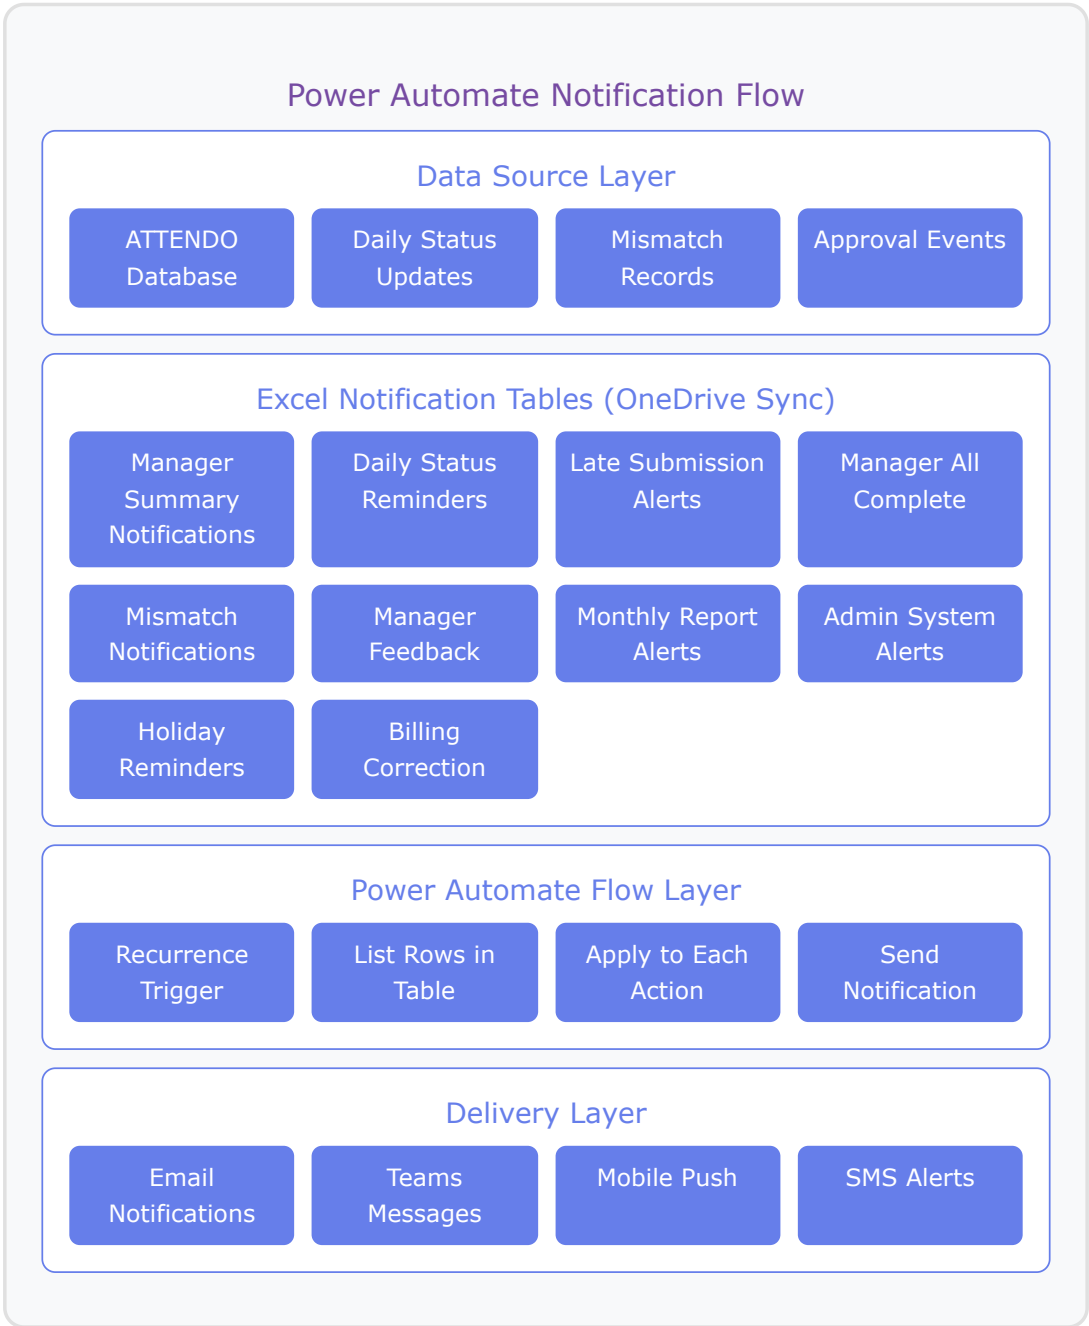 Power Automate Notification Flow
Data Source Layer
ATTENDO
Database
Daily Status
Updates
Mismatch
Records
Approval Events
Excel Notification Tables (OneDrive Sync)
Manager
Summary
Notifications
Daily Status
Reminders
Late Submission
Alerts
Manager All
Complete
Mismatch
Notifications
Manager
Feedback
Monthly Report
Alerts
Admin System
Alerts
Holiday
Reminders
Billing
Correction
Power Automate Flow Layer
Recurrence
Trigger
List Rows in
Table
Apply to Each
Action
Send
Notification
Delivery Layer
Email
Notifications
Teams
Messages
Mobile Push
SMS Alerts